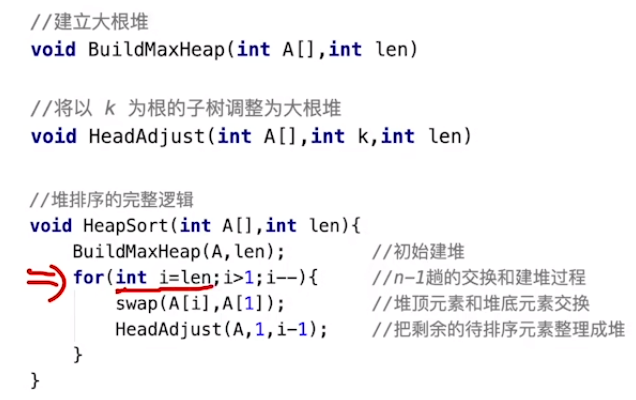 //建立大根堆
void BuildMaxHeap(int A[],int len)
//将以 k 为根的子树调整为大根堆
void HeadAdjust(int A[],int k,int len)
//堆排序的完整逻辑
void HeapSort(int A[],int len){
BuildMaxHeap(A,len); //初始建堆
for(int i=len;i>1;i--){ //n-1趟的交换和建堆过程
swap(A[i],A[1]); //堆顶元素和堆底元素交换
HeadAdjust(A,1,i-1); //把剩余的待排序元素整理成堆
}
}